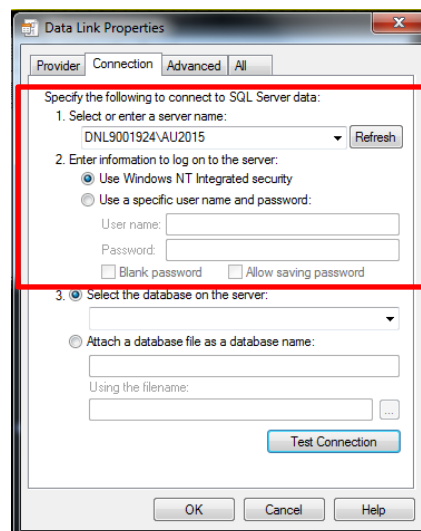 Data Link Properties
Provider Connection Advanced All
Specify the following to connect to SQL Server data:
1. Select or enter a server name:
DNL9001924\AU2015 Refresh
2. Enter information to log on to the server:
Use Windows NT Integrated security
Use a specific user name and password:
User name:
Password:
Blank password Allow saving password
3. Select the database on the server:
Attach a database file as a database name:
Using the filename:
...
Test Connection
OK Cancel Help